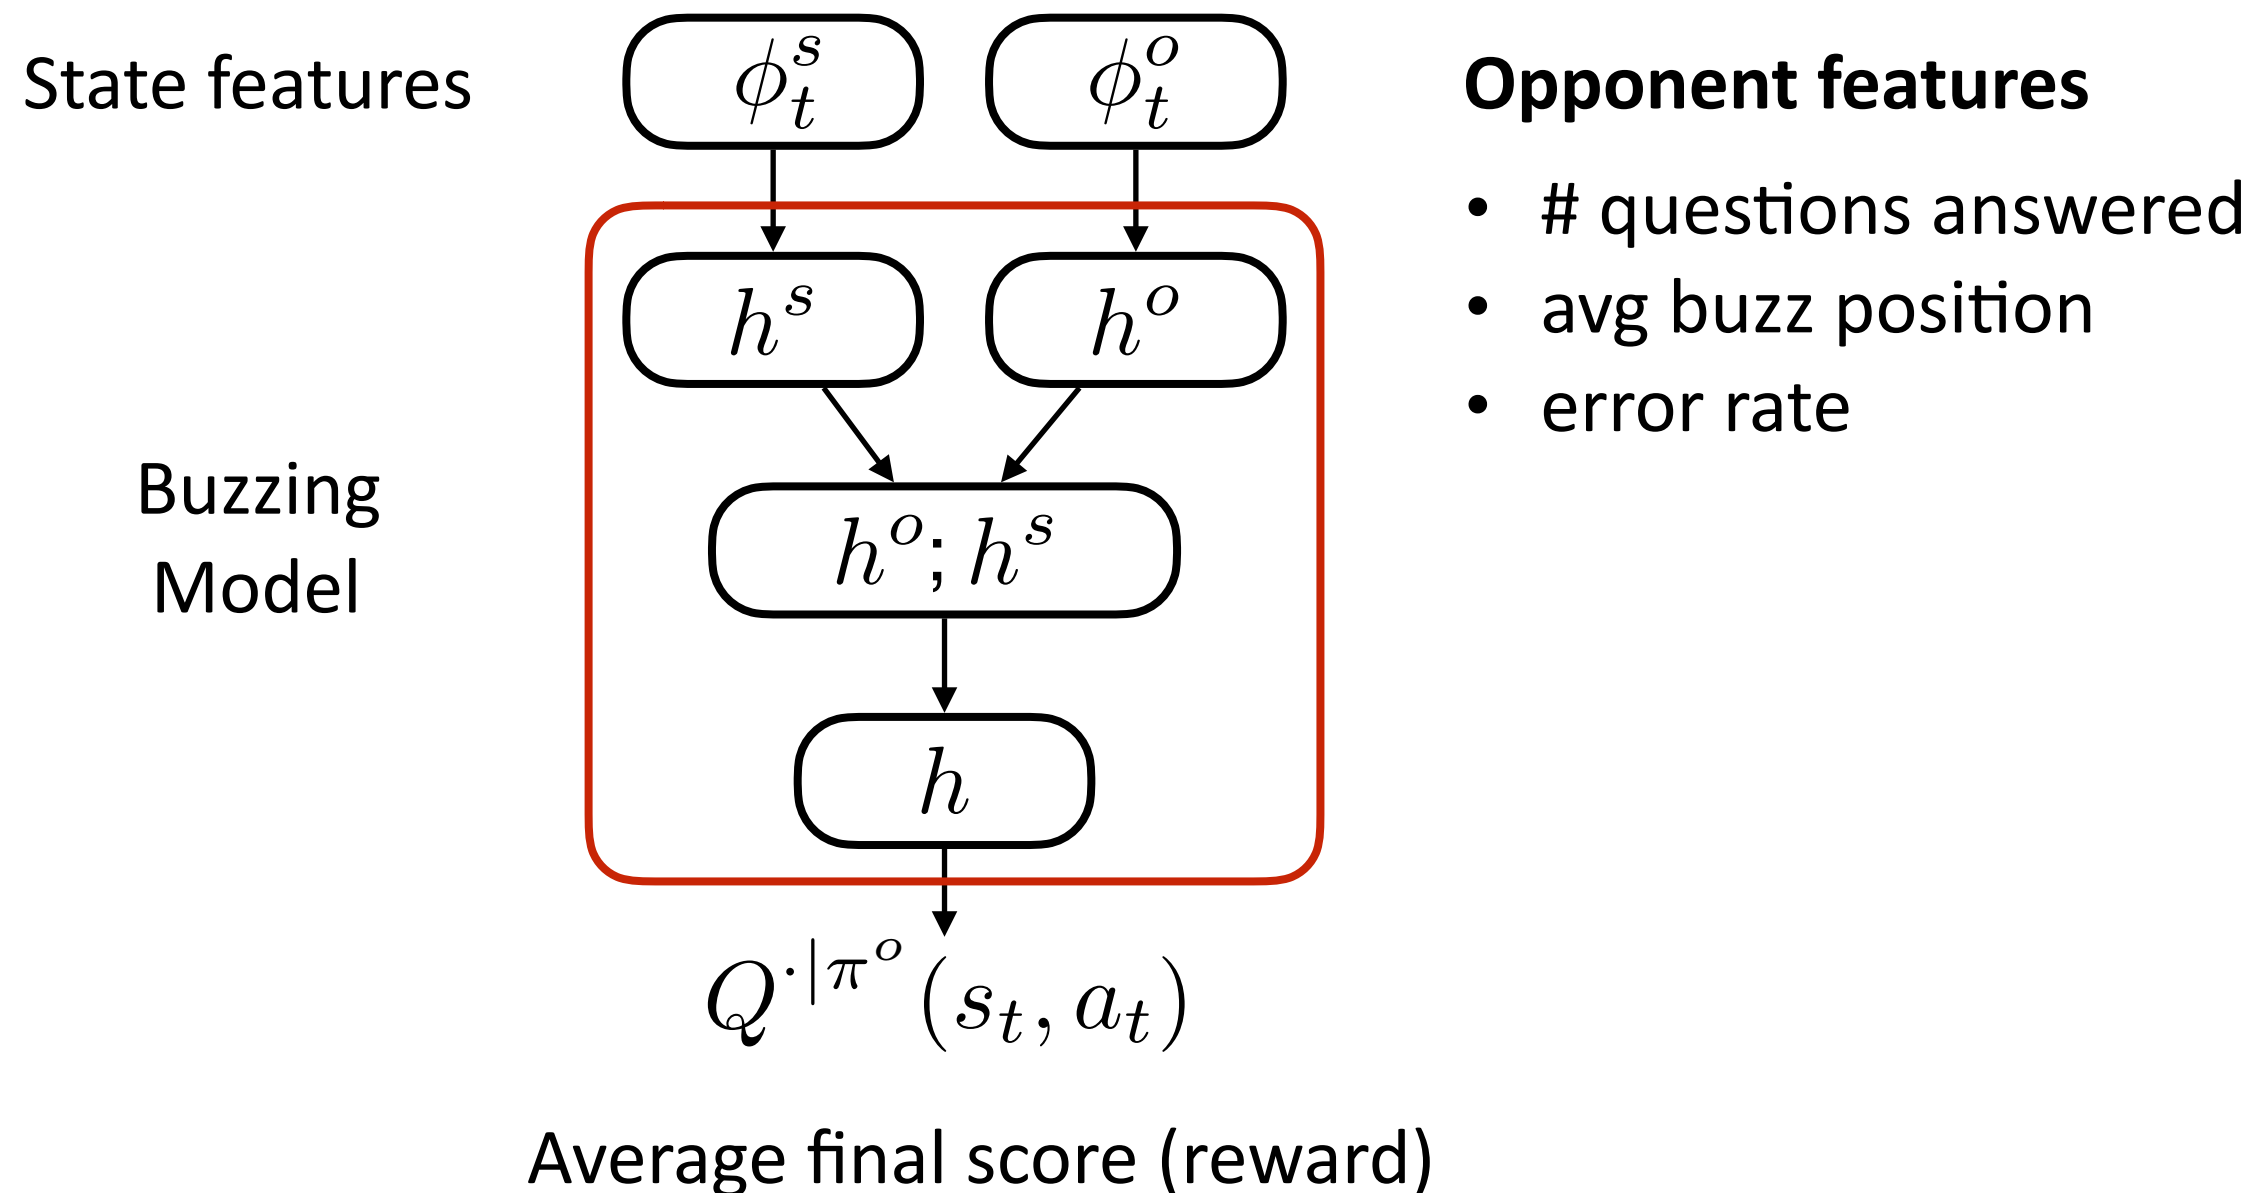 State features
ϕ_t^s
ϕ_t^o
Opponent features
• # questions answered
• avg buzz position
• error rate
Buzzing
Model
h^s
h^o
h^o; h^s
h
Q^{·|π^o}(s_t, a_t)
Average final score (reward)